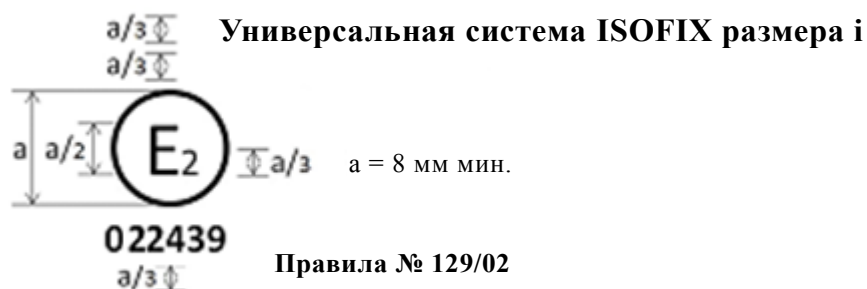 a/3 Универсальная система ISOFIX размера i
a/3
a a/2 E2 a/3 a = 8 мм мин.
022439
Правила № 129/02
a/3